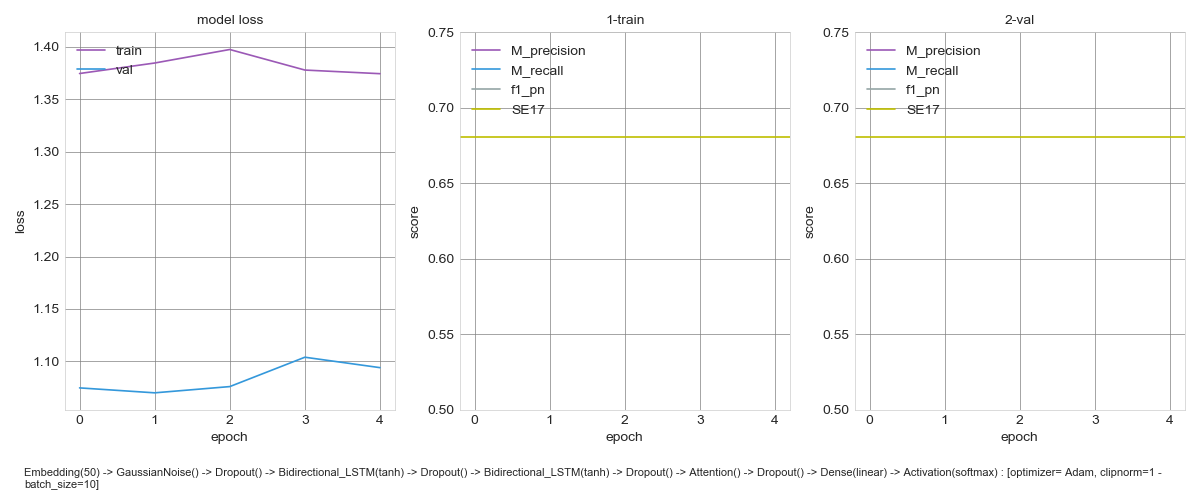 model loss
1-train
2-val
train
val
1.40
1.35
1.30
1.25
1.20
1.15
1.10
loss
0
1
2
3
4
epoch
M_precision
M_recall
f1_pn
SE17
0.75
0.70
0.65
0.60
0.55
0.50
score
0
1
2
3
4
epoch
M_precision
M_recall
f1_pn
SE17
0.75
0.70
0.65
0.60
0.55
0.50
score
0
1
2
3
4
epoch
Embedding(50) -> GaussianNoise() -> Dropout() -> Bidirectional_LSTM(tanh) -> Dropout() -> Bidirectional_LSTM(tanh) -> Dropout() -> Attention() -> Dropout() -> Dense(linear) -> Activation(softmax) : [optimizer= Adam, clipnorm=1 -
batch_size=10]